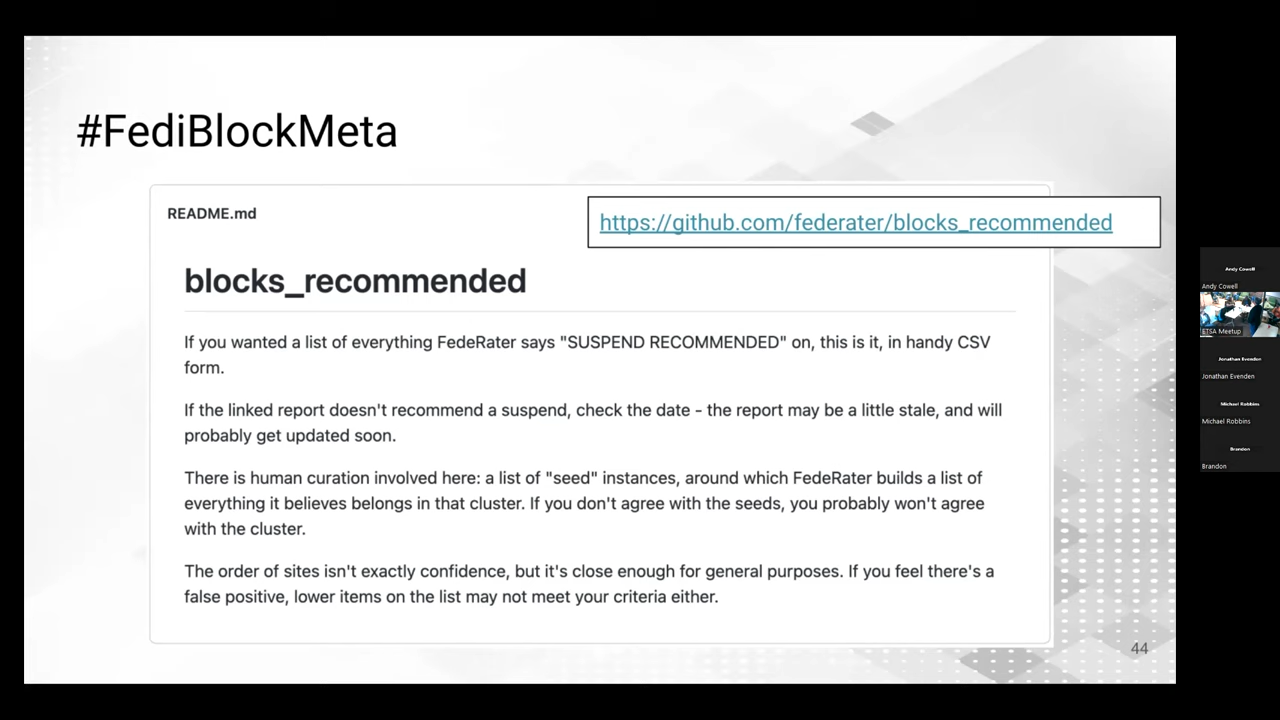 #FediBlockMeta
README.md
https://github.com/federater/blocks_recommended
blocks_recommended
If you wanted a list of everything FedeRater says "SUSPEND RECOMMENDED" on, this is it, in handy CSV
form.
If the linked report doesn't recommend a suspend, check the date - the report may be a little stale, and will
probably get updated soon.
There is human curation involved here: a list of "seed" instances, around which FedeRater builds a list of
everything it believes belongs in that cluster. If you don't agree with the seeds, you probably won't agree
with the cluster.
The order of sites isn't exactly confidence, but it's close enough for general purposes. If you feel there's a
false positive, lower items on the list may not meet your criteria either.
44
Andy Cowell
Andy Cowell
ETSA Meetup
Jonathan Evenden
Jonathan Evenden
Michael Robbins
Michael Robbins
Brandon
Brandon